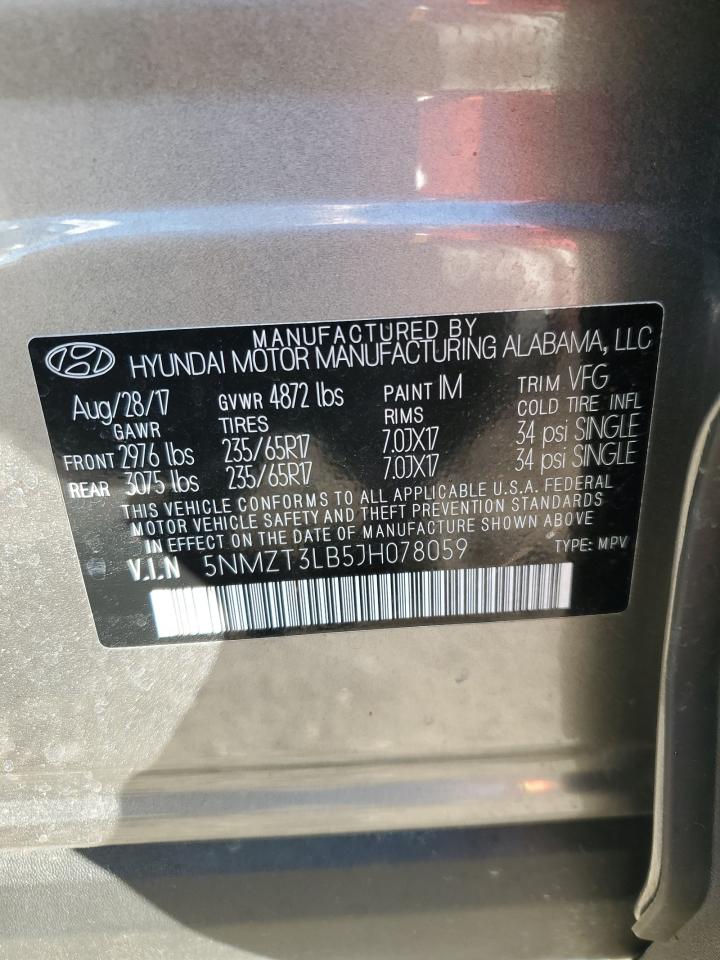 MANUFACTURED BY
HYUNDAI MOTOR MANUFACTURING ALABAMA, LLC
Aug/28/17 GVWR 4872 lbs PAINT IM TRIM VFG
GAWR TIRES RIMS COLD TIRE INFL
FRONT 2976 lbs 235/65R17 7.0JX17 34 psi SINGLE
REAR 3075 lbs 235/65R17 7.0JX17 34 psi SINGLE
THIS VEHICLE CONFORMS TO ALL APPLICABLE U.S.A. FEDERAL
MOTOR VEHICLE SAFETY AND THEFT PREVENTION STANDARDS
IN EFFECT ON THE DATE OF MANUFACTURE SHOWN ABOVE
V.I.N 5NMZT3LB5JH078059 TYPE: MPV